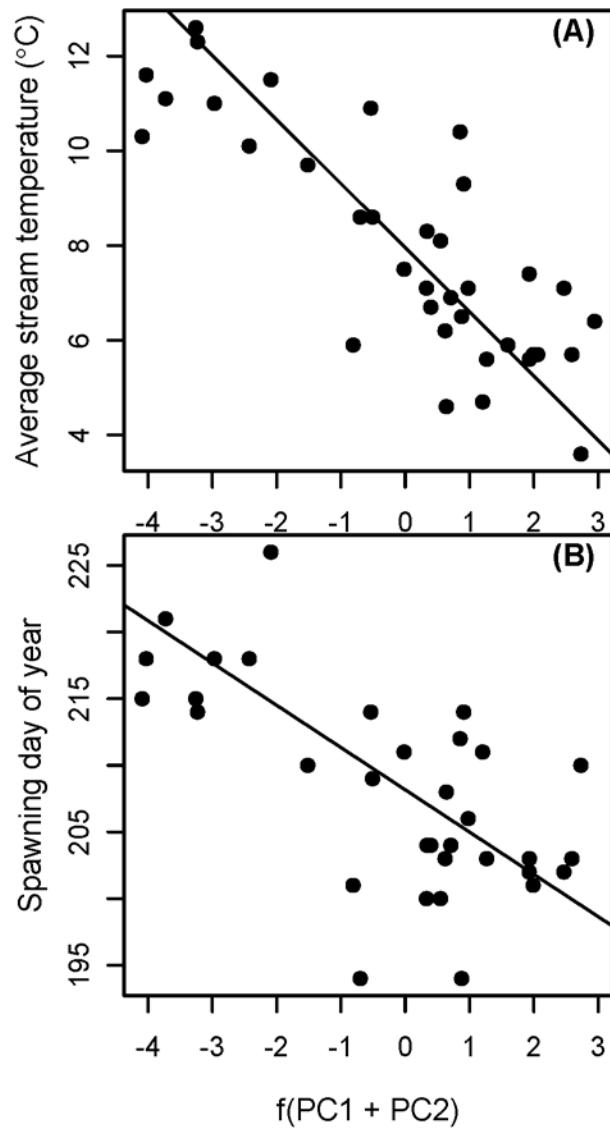 (A)
Average stream temperature (°C)
12
10
8
6
4
-4 -3 -2 -1 0 1 2 3
(B)
Spawning day of year
225
215
205
195
-4 -3 -2 -1 0 1 2 3
f(PC1 + PC2)